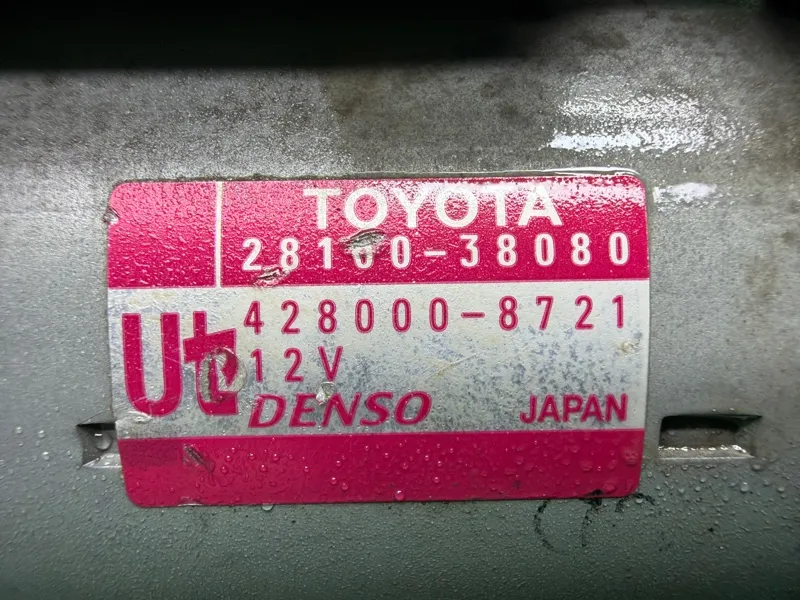 TOYOTA
28100-38080
Ut 428000-8721
12V
DENSO JAPAN